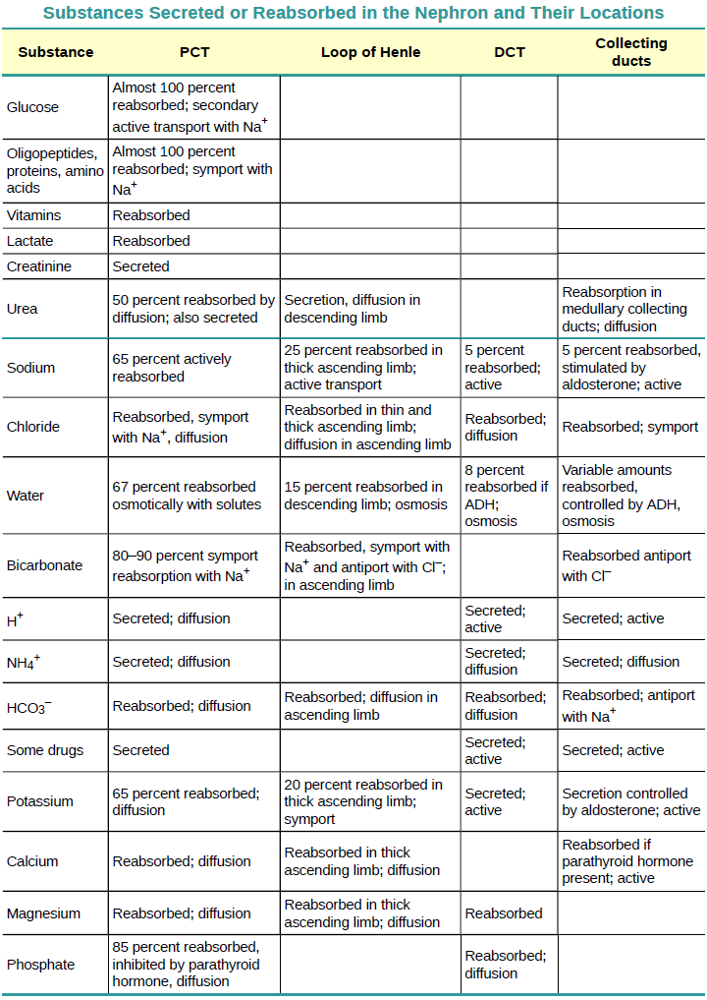 Substances Secreted or Reabsorbed in the Nephron and Their Locations
Substance PCT Loop of Henle DCT Collecting
ducts
Glucose
Almost 100 percent
reabsorbed; secondary
active transport with Na⁺
Oligopeptides,
proteins, amino
acids
Almost 100 percent
reabsorbed; symport with
Na⁺
Vitamins
Reabsorbed
Lactate
Reabsorbed
Creatinine
Secreted
Urea
50 percent reabsorbed by
diffusion; also secreted
Secretion, diffusion in
descending limb
Reabsorption in
medullary collecting
ducts; diffusion
Sodium
65 percent actively
reabsorbed
25 percent reabsorbed in
thick ascending limb;
active transport
5 percent
reabsorbed;
active
5 percent reabsorbed,
stimulated by
aldosterone; active
Chloride
Reabsorbed, symport
with Na⁺, diffusion
Reabsorbed in thin and
thick ascending limb;
diffusion in ascending limb
Reabsorbed;
diffusion
Reabsorbed; symport
Water
67 percent reabsorbed
osmotically with solutes
15 percent reabsorbed in
descending limb; osmosis
8 percent
reabsorbed if
ADH;
osmosis
Variable amounts
reabsorbed,
controlled by ADH,
osmosis
Bicarbonate
80–90 percent symport
reabsorption with Na⁺
Reabsorbed, symport with
Na⁺ and antiport with Cl⁻;
in ascending limb
Reabsorbed antiport
with Cl⁻
H⁺
Secreted; diffusion
Secreted;
active
Secreted; active
NH₄⁺
Secreted; diffusion
Secreted;
diffusion
Secreted; diffusion
HCO₃⁻
Reabsorbed; diffusion
Reabsorbed; diffusion in
ascending limb
Reabsorbed;
diffusion
Reabsorbed; antiport
with Na⁺
Some drugs
Secreted
Secreted;
active
Secreted; active
Potassium
65 percent reabsorbed;
diffusion
20 percent reabsorbed in
thick ascending limb;
symport
Secreted;
active
Secretion controlled
by aldosterone; active
Calcium
Reabsorbed; diffusion
Reabsorbed in thick
ascending limb; diffusion
Reabsorbed if
parathyroid hormone
present; active
Magnesium
Reabsorbed; diffusion
Reabsorbed in thick
ascending limb; diffusion
Reabsorbed
Phosphate
85 percent reabsorbed,
inhibited by parathyroid
hormone, diffusion
Reabsorbed;
diffusion